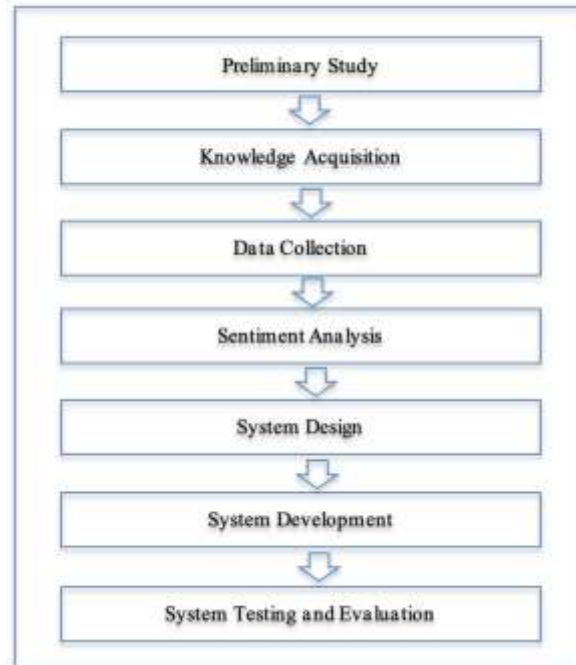 Preliminary Study
Knowledge Acquisition
Data Collection
Sentiment Analysis
System Design
System Development
System Testing and Evaluation